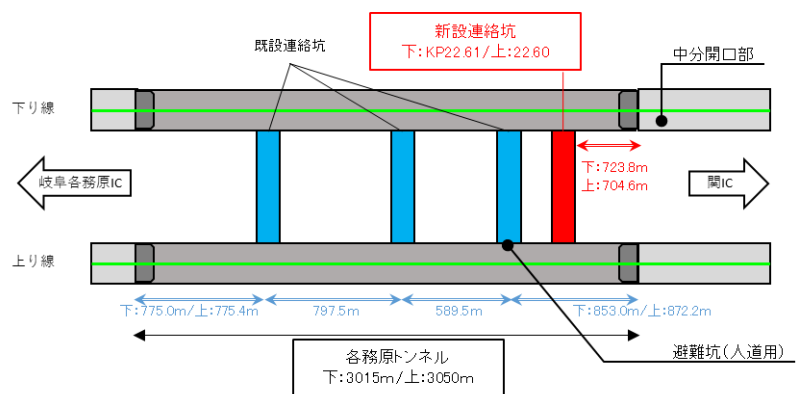 新設連絡坑
下:KP22.61/上:22.60
既設連絡坑
中分開口部
下り線
下:723.8m
上:704.6m
岐阜各務原IC
関IC
上り線
下:775.0m/上:775.4m
797.5m
589.5m
下:853.0m/上:872.2m
各務原トンネル
下:3015m/上:3050m
避難坑(人道用)